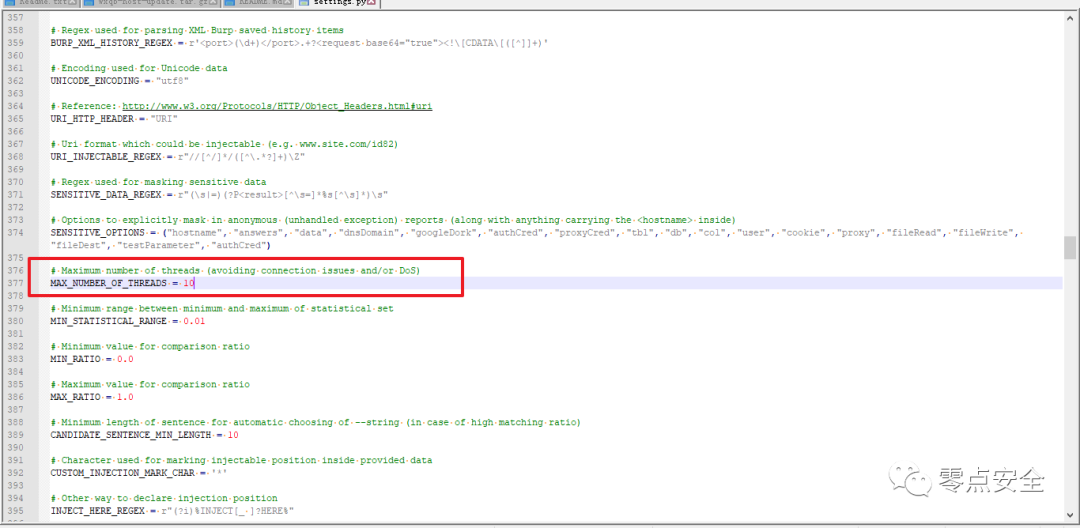 settings.py
357
358 # Regex used for parsing XML Burp saved history items
359 BURP_XML_HISTORY_REGEX = r'<port>(\d+)</port>.+?<request base64="true"><!\[CDATA\[([^]]+)'
360
361 # Encoding used for Unicode data
362 UNICODE_ENCODING = "utf8"
363
364 # Reference: http://www.w3.org/Protocols/HTTP/Object_Headers.html#uri
365 URI_HTTP_HEADER = "URI"
366
367 # Uri format which could be injectable (e.g. www.site.com/id82)
368 URI_INJECTABLE_REGEX = r"//[^/]*/([^\.*?]+)\Z"
369
370 # Regex used for masking sensitive data
371 SENSITIVE_DATA_REGEX = r"(\s|=)(?P<result>[^\s=]*%s[^\s]*)\s"
372
373 # Options to explicitly mask in anonymous (unhandled exception) reports (along with anything carrying the <hostname> inside)
374 SENSITIVE_OPTIONS = ("hostname", "answers", "data", "dnsDomain", "googleDork", "authCred", "proxyCred", "tbl", "db", "col", "user", "cookie", "proxy", "fileRead", "fileWrite",
"fileDest", "testParameter", "authCred")
375
376 # Maximum number of threads (avoiding connection issues and/or DoS)
377 MAX_NUMBER_OF_THREADS = 10
378
379 # Minimum range between minimum and maximum of statistical set
380 MIN_STATISTICAL_RANGE = 0.01
381
382 # Minimum value for comparison ratio
383 MIN_RATIO = 0.0
384
385 # Maximum value for comparison ratio
386 MAX_RATIO = 1.0
387
388 # Minimum length of sentence for automatic choosing of --string (in case of high matching ratio)
389 CANDIDATE_SENTENCE_MIN_LENGTH = 10
390
391 # Character used for marking injectable position inside provided data
392 CUSTOM_INJECTION_MARK_CHAR = '*'
393
394 # Other way to declare injection position
395 INJECT_HERE_REGEX = r"(?i)%INJECT[_ ]?HERE%"
零点安全